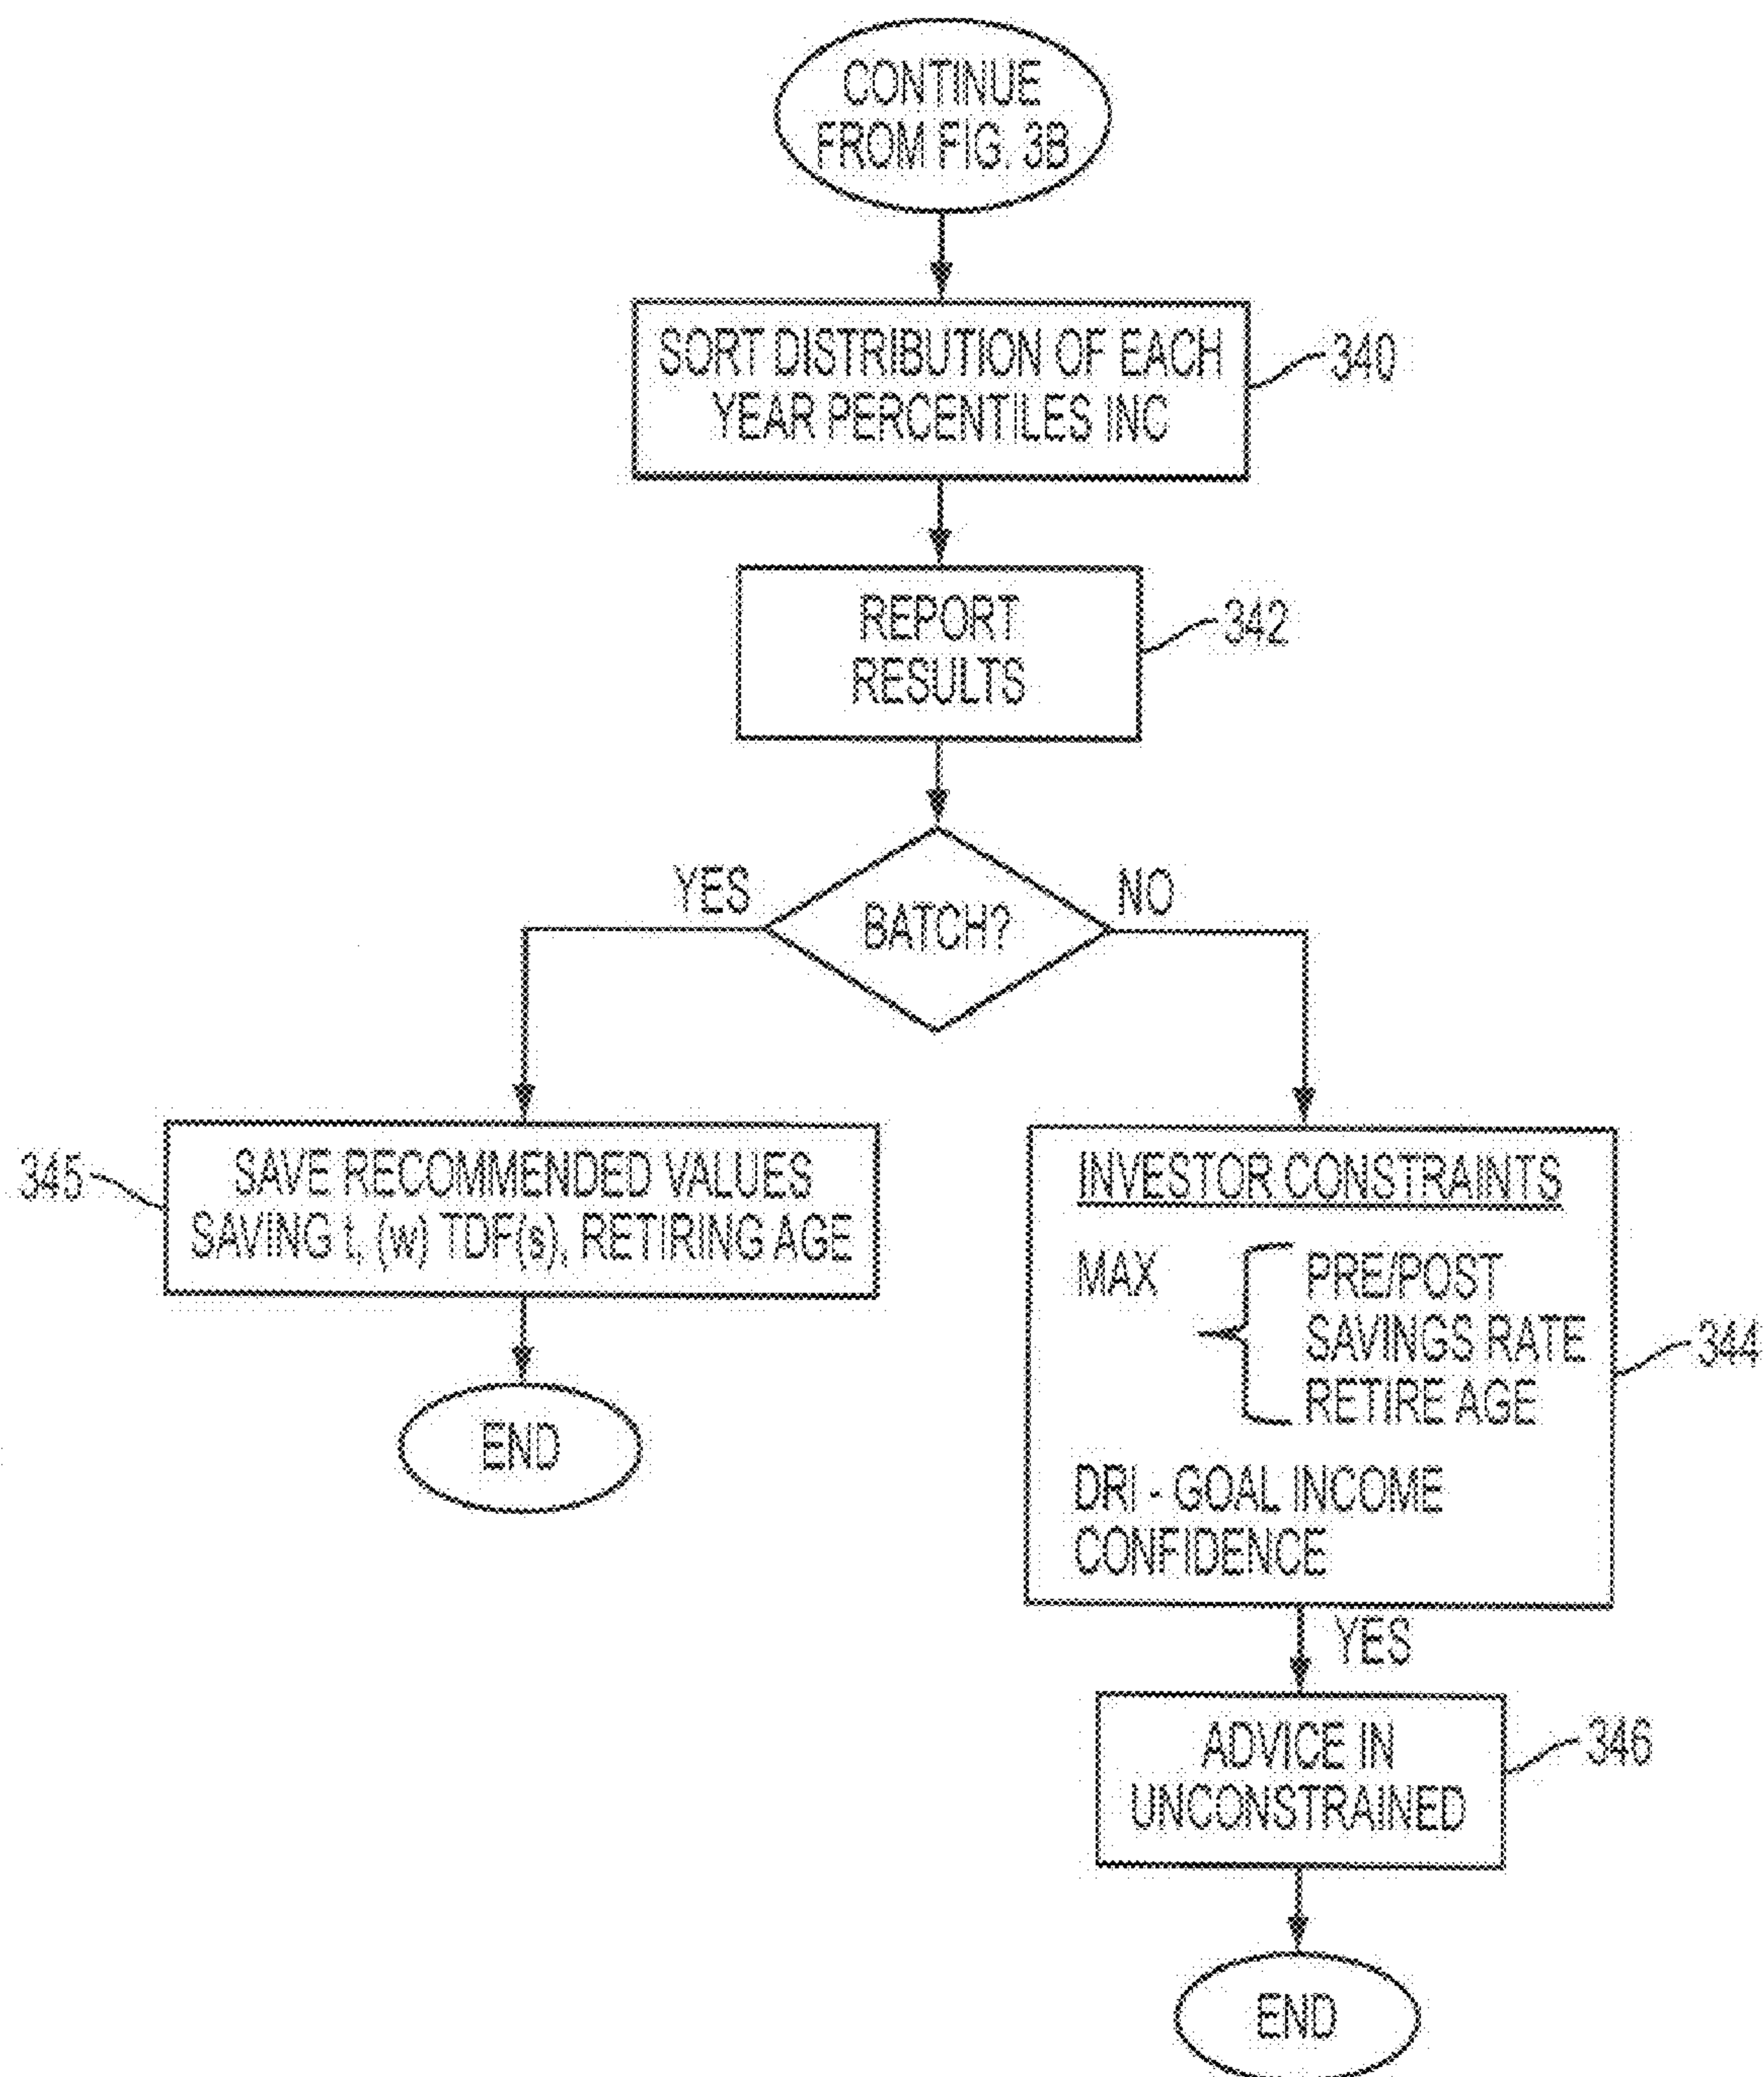 CONTINUE
FROM FIG. 3B
SORT DISTRIBUTION OF EACH
YEAR PERCENTILES INC
340
REPORT
RESULTS
342
YES
NO
BATCH?
345
SAVE RECOMMENDED VALUES
SAVING t, (w) TDF(s), RETIRING AGE
END
INVESTOR CONSTRAINTS
MAX
PRE/POST
SAVINGS RATE
RETIRE AGE
344
DRI - GOAL INCOME
CONFIDENCE
YES
ADVICE IN
UNCONSTRAINED
346
END